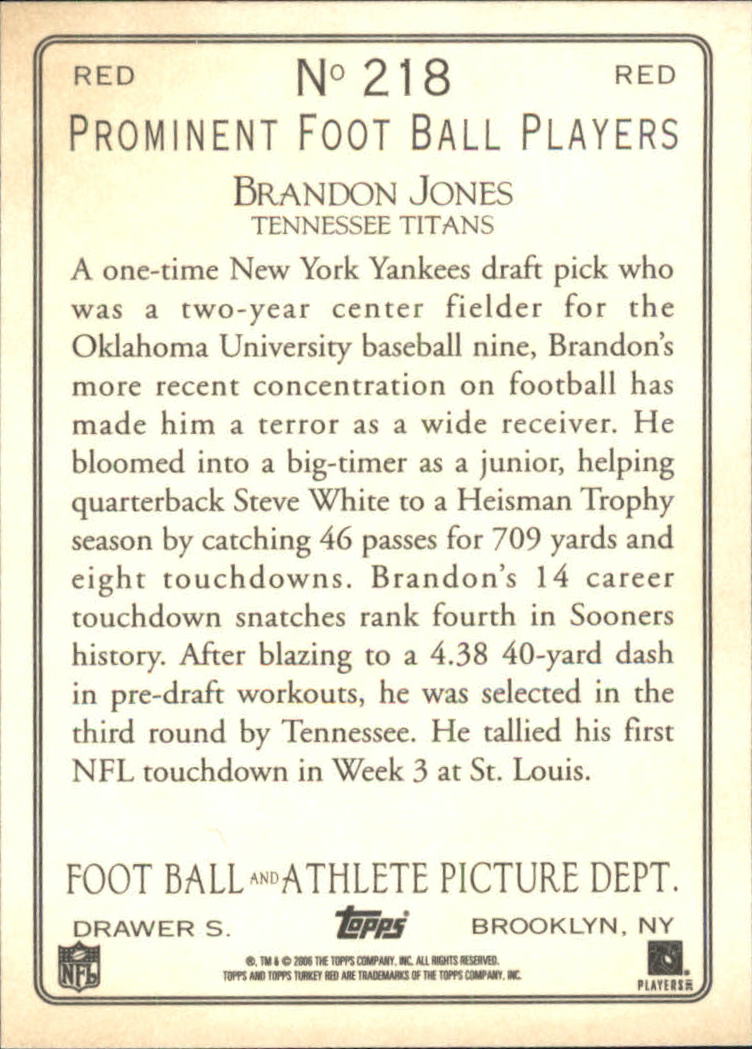 RED Nº 218 RED
PROMINENT FOOT BALL PLAYERS
BRANDON JONES
TENNESSEE TITANS
A one-time New York Yankees draft pick who
was a two-year center fielder for the
Oklahoma University baseball nine, Brandon's
more recent concentration on football has
made him a terror as a wide receiver. He
bloomed into a big-timer as a junior, helping
quarterback Steve White to a Heisman Trophy
season by catching 46 passes for 709 yards and
eight touchdowns. Brandon's 14 career
touchdown snatches rank fourth in Sooners
history. After blazing to a 4.38 40-yard dash
in pre-draft workouts, he was selected in the
third round by Tennessee. He tallied his first
NFL touchdown in Week 3 at St. Louis.
FOOT BALL AND ATHLETE PICTURE DEPT.
DRAWER S. topps BROOKLYN, NY
®, TM & © 2006 THE TOPPS COMPANY, INC. ALL RIGHTS RESERVED.
TOPPS AND TOPPS TURKEY RED ARE TRADEMARKS OF THE TOPPS COMPANY, INC.
NFL PLAYERS INC